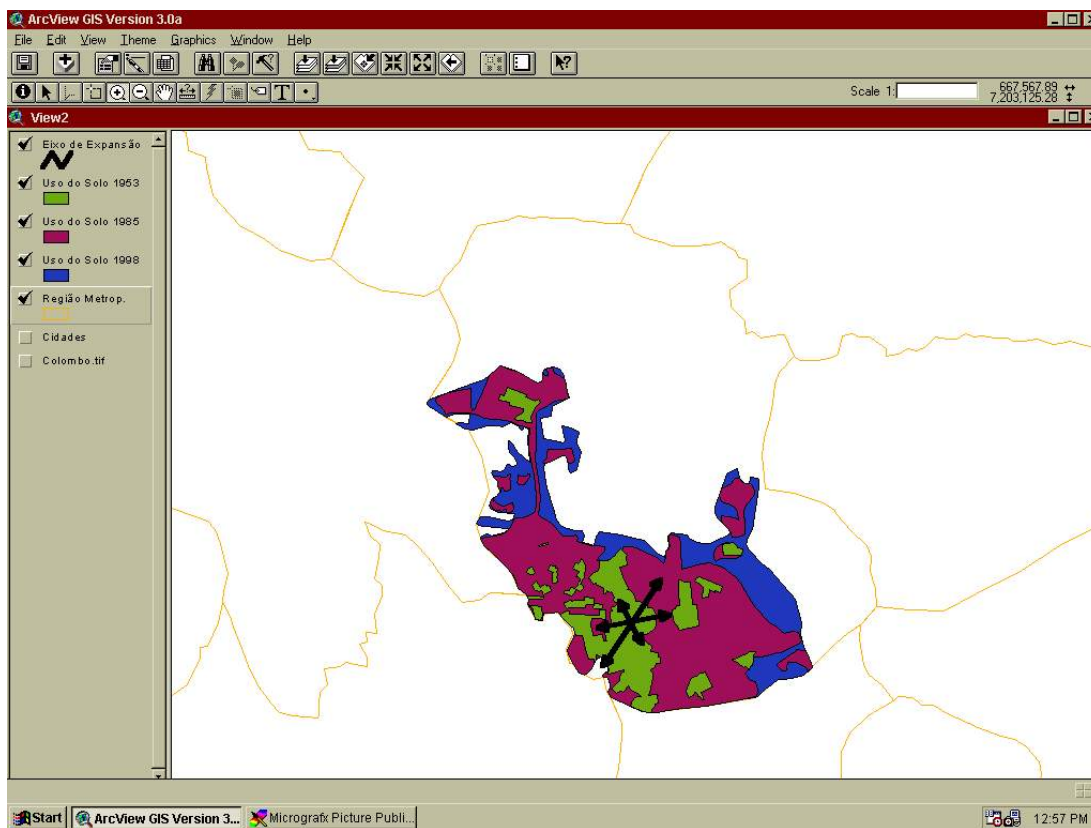 ArcView GIS Version 3.0a
File Edit View Theme Graphics Window Help
Scale 1: 667,567.89
7,203,125.28
View2
Eixo de Expansão
Uso do Solo 1953
Uso do Solo 1985
Uso do Solo 1998
Região Metrop.
Cidades
Colombo.tif
Start ArcView GIS Version 3... Micrografx Picture Publi... 12:57 PM